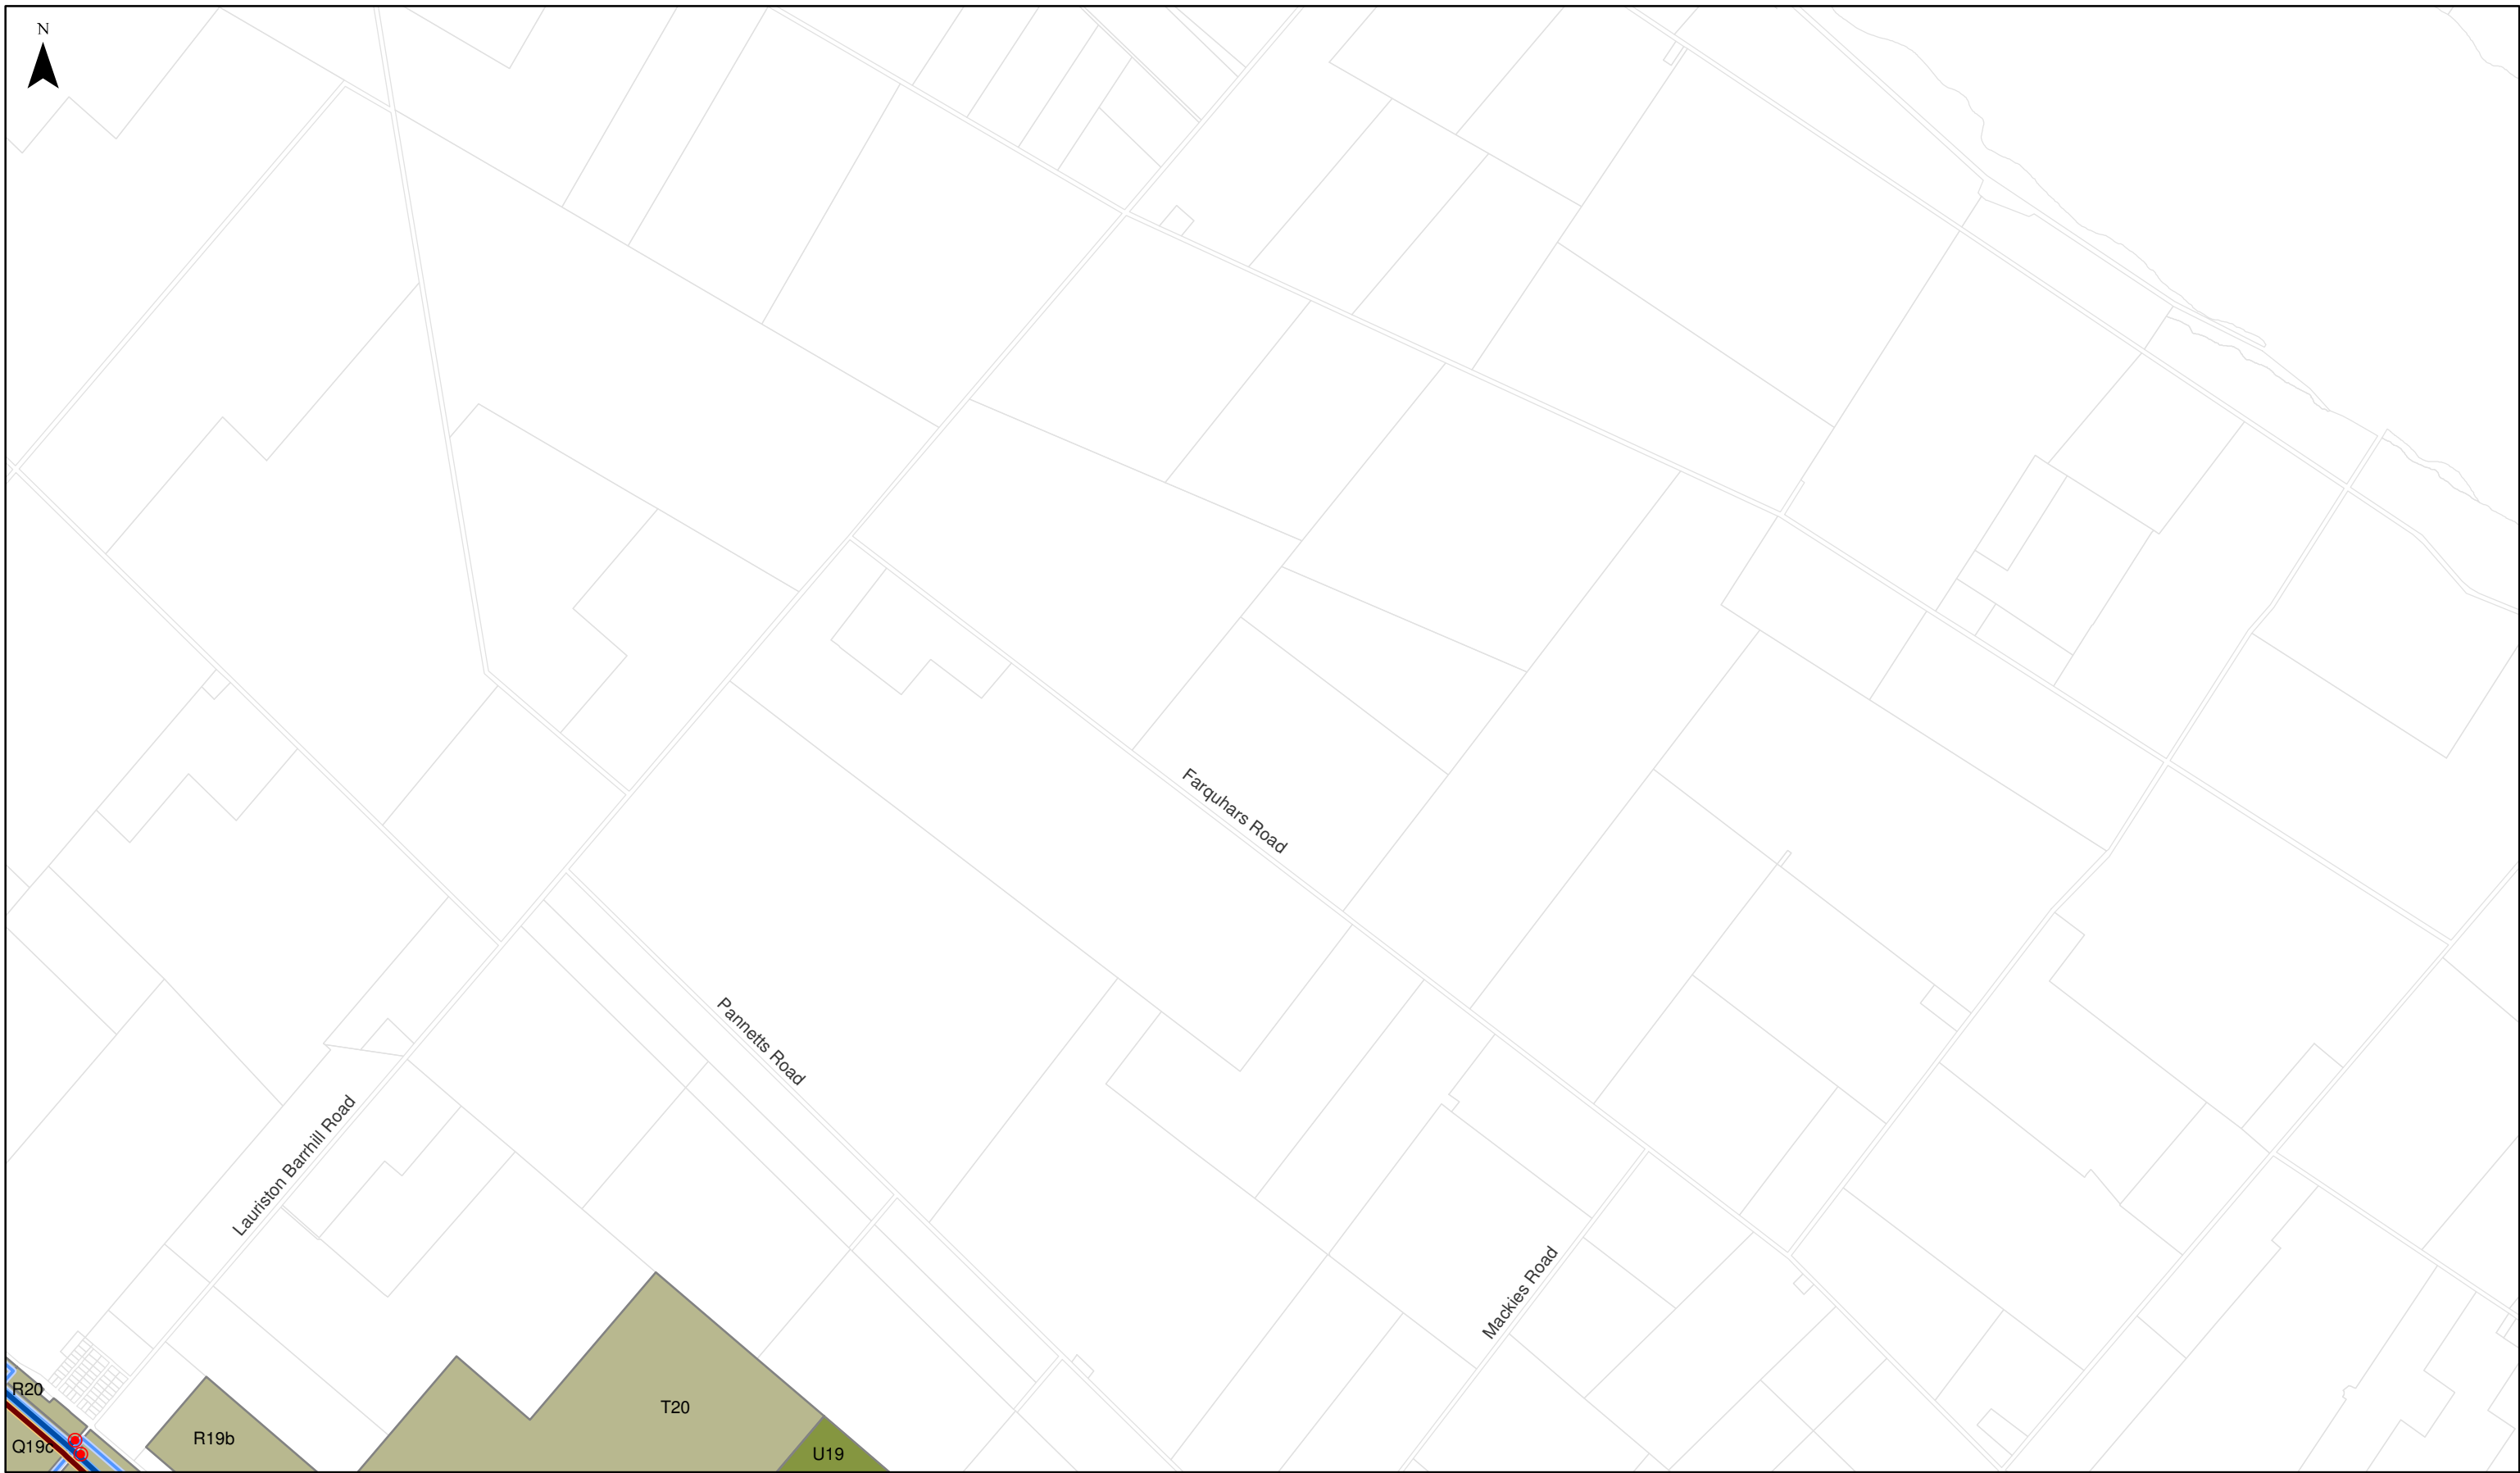 N
Farquhars Road
Pannetts Road
Lauriston Barrhill Road
Mackies Road
R20
T20
R19b
Q19c
U19